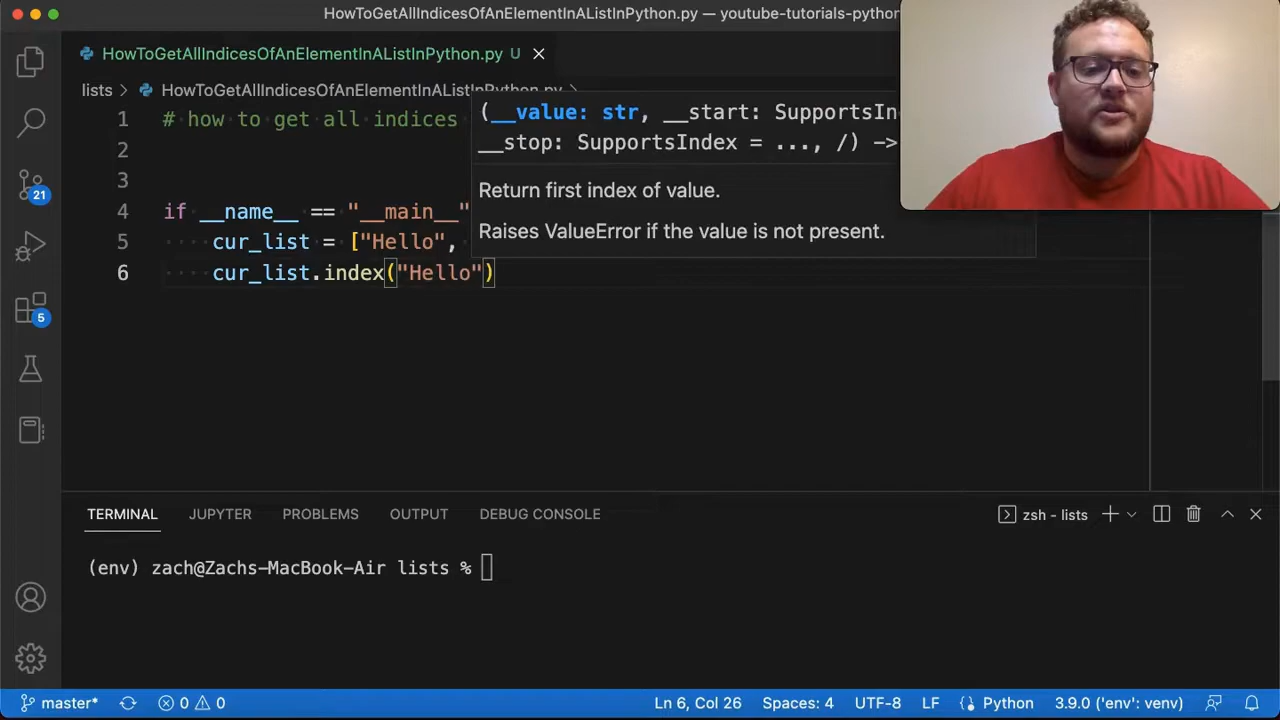 HowToGetAllIndicesOfAnElementInAListInPython.py — youtube-tutorials-python
HowToGetAllIndicesOfAnElementInAListInPython.py U
lists > HowToGetAllIndicesOfAnElementInAListInPython.py >
(__value: str, __start: SupportsIn
__stop: SupportsIndex = ..., /) ->
Return first index of value.
Raises ValueError if the value is not present.
1 # how to get all indices
2
3
4 if __name__ == "__main__"
5 cur_list = ["Hello",
6 cur_list.index("Hello")
21
5
TERMINAL JUPYTER PROBLEMS OUTPUT DEBUG CONSOLE zsh - lists
(env) zach@Zachs-MacBook-Air lists %
master* 0 0 Ln 6, Col 26 Spaces: 4 UTF-8 LF Python 3.9.0 ('env': venv)